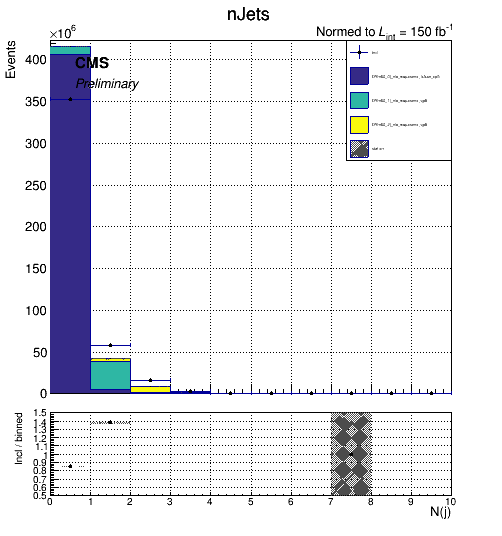 nJets
×10⁶
Normed to L_int = 150 fb⁻¹
Events
CMS
Preliminary
incl
400
350
300
250
200
150
100
50
0
Incl / binned
1.5
1.4
1.3
1.2
1.1
1
0.9
0.8
0.7
0.6
0.5
0 1 2 3 4 5 6 7 8 9 10
N(j)